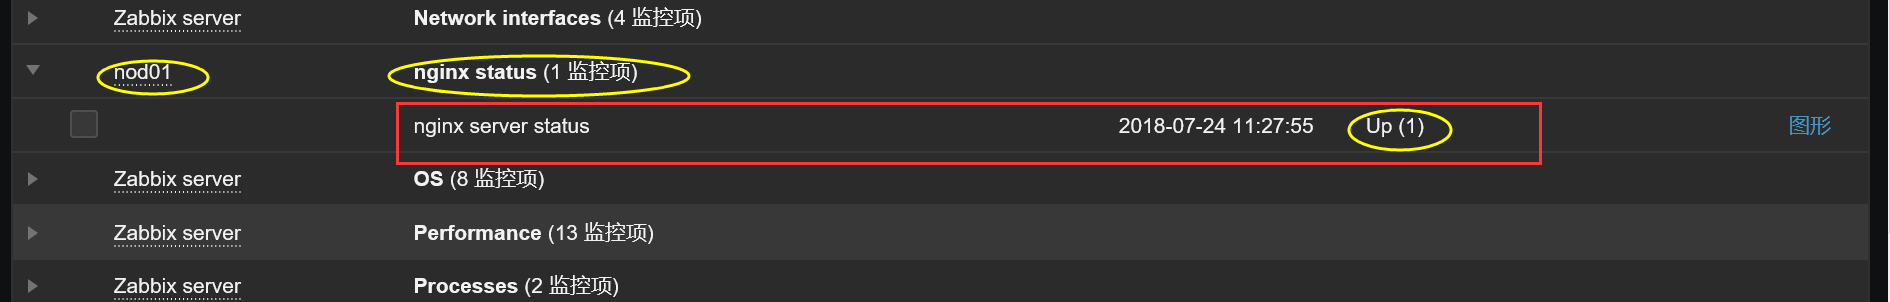 Zabbix server Network interfaces (4 监控项)
nod01 nginx status (1 监控项)
nginx server status 2018-07-24 11:27:55 Up (1) 图形
Zabbix server OS (8 监控项)
Zabbix server Performance (13 监控项)
Zabbix server Processes (2 监控项)